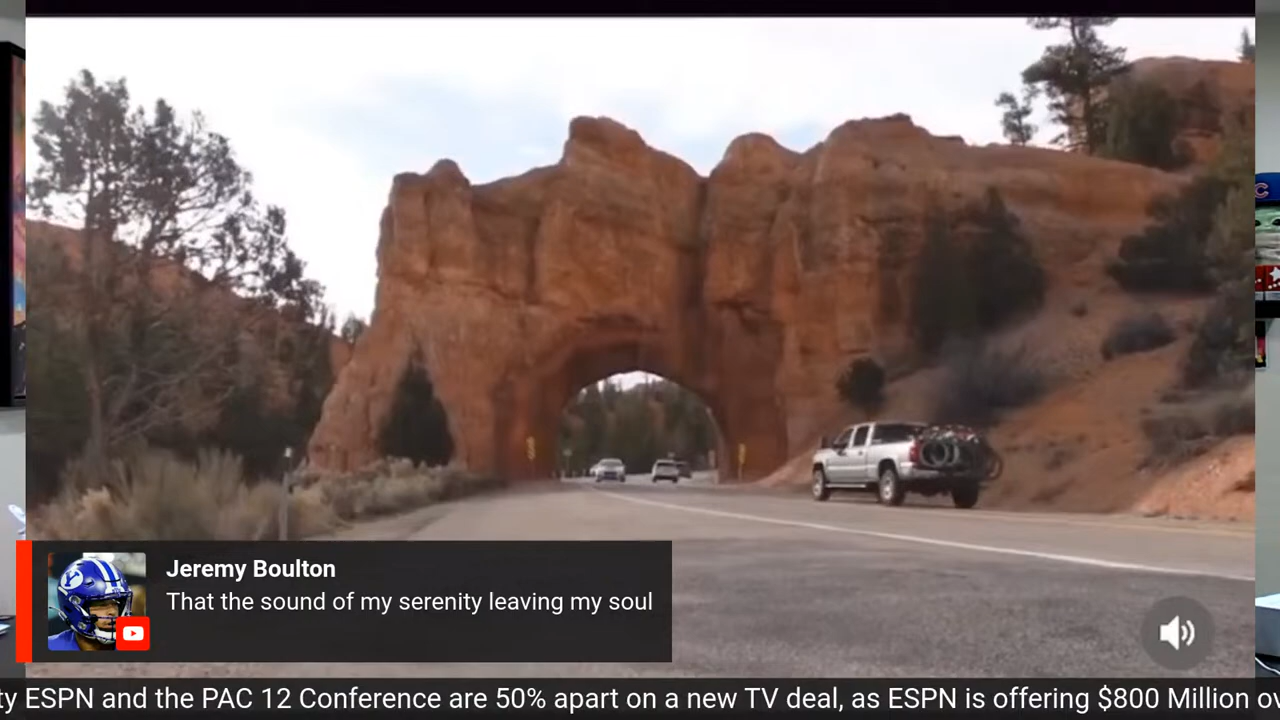 Jeremy Boulton
That the sound of my serenity leaving my soul
ty ESPN and the PAC 12 Conference are 50% apart on a new TV deal, as ESPN is offering $800 Million ov